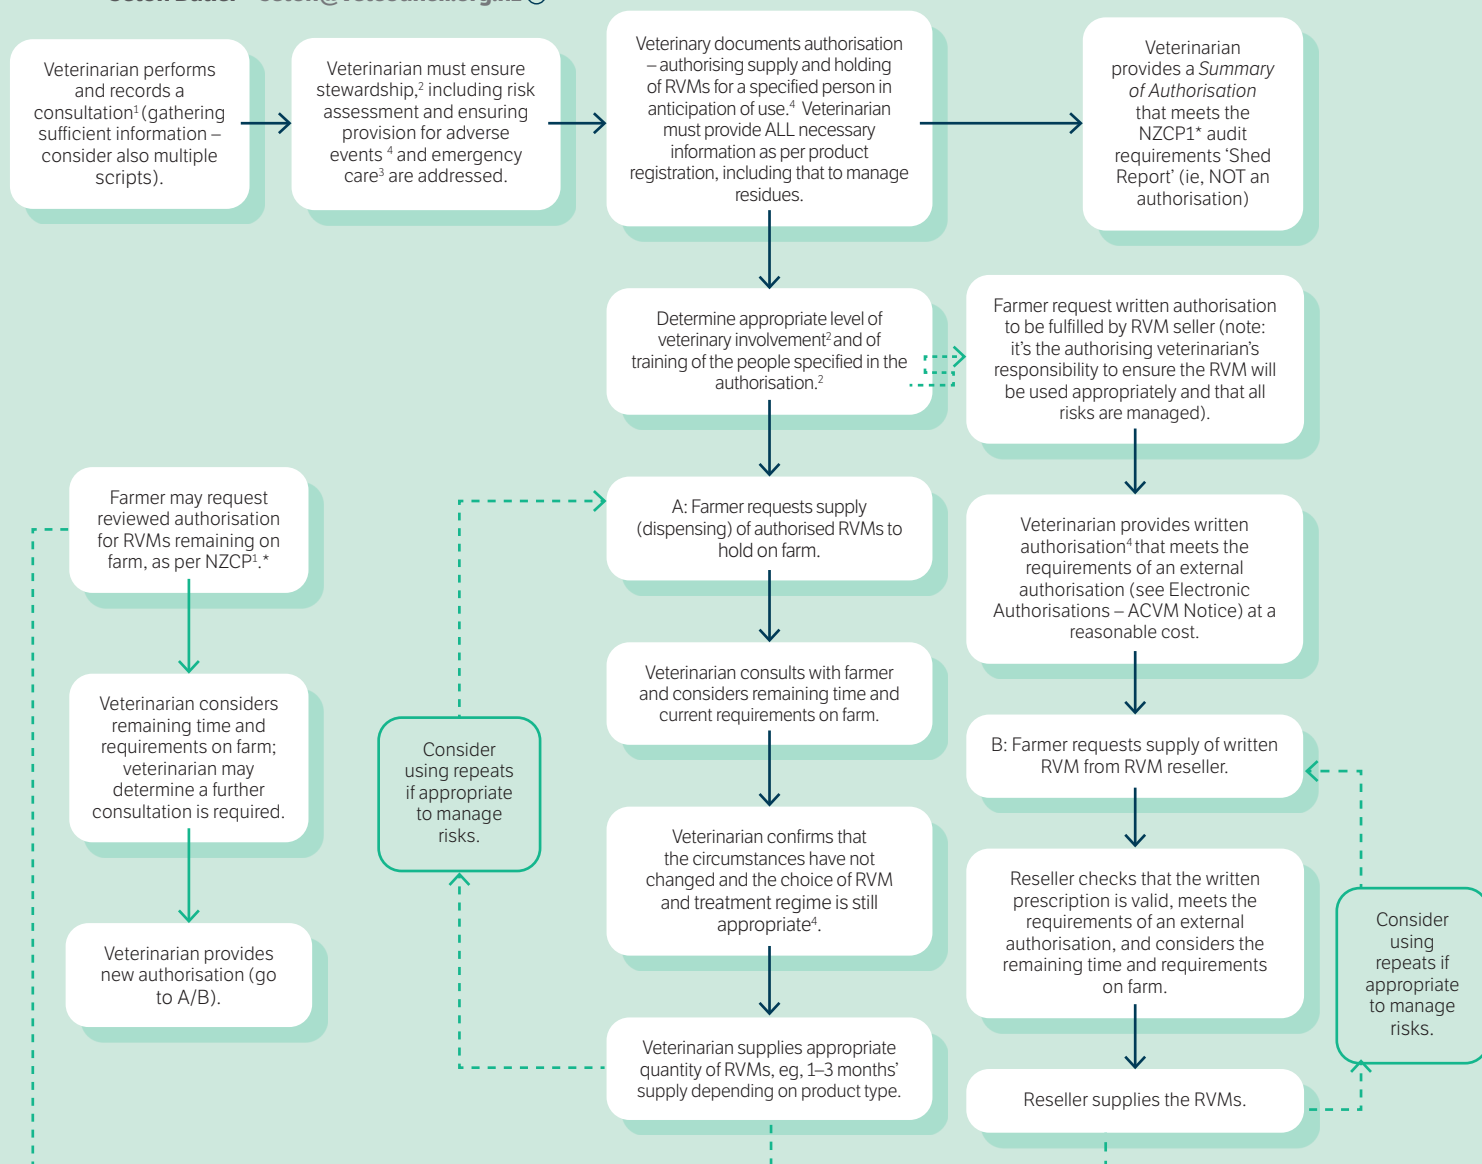 Veterinarian performs
and records a
consultation¹ (gathering
sufficient information –
consider also multiple
scripts).
Veterinarian must ensure
stewardship,² including risk
assessment and ensuring
provision for adverse
events ⁴ and emergency
care³ are addressed.
Veterinary documents authorisation
– authorising supply and holding
of RVMs for a specified person in
anticipation of use.⁴ Veterinarian
must provide ALL necessary
information as per product
registration, including that to manage
residues.
Veterinarian
provides a Summary
of Authorisation
that meets the
NZCP1* audit
requirements ‘Shed
Report’ (ie, NOT an
authorisation)
Determine appropriate level of
veterinary involvement² and of
training of the people specified in the
authorisation.²
Farmer request written authorisation
to be fulfilled by RVM seller (note:
it’s the authorising veterinarian’s
responsibility to ensure the RVM will
be used appropriately and that all
risks are managed).
Farmer may request
reviewed authorisation
for RVMs remaining on
farm, as per NZCP¹.*
A: Farmer requests supply
(dispensing) of authorised RVMs to
hold on farm.
Veterinarian provides written
authorisation⁴ that meets the
requirements of an external
authorisation (see Electronic
Authorisations – ACVM Notice) at a
reasonable cost.
Veterinarian considers
remaining time and
requirements on farm;
veterinarian may
determine a further
consultation is required.
Consider
using repeats
if appropriate
to manage
risks.
Veterinarian consults with farmer
and considers remaining time and
current requirements on farm.
B: Farmer requests supply of written
RVM from RVM reseller.
Veterinarian confirms that
the circumstances have not
changed and the choice of RVM
and treatment regime is still
appropriate⁴.
Reseller checks that the written
prescription is valid, meets the
requirements of an external
authorisation, and considers the
remaining time and requirements
on farm.
Consider
using
repeats if
appropriate
to manage
risks.
Veterinarian provides
new authorisation (go
to A/B).
Veterinarian supplies appropriate
quantity of RVMs, eg, 1–3 months’
supply depending on product type.
Reseller supplies the RVMs.